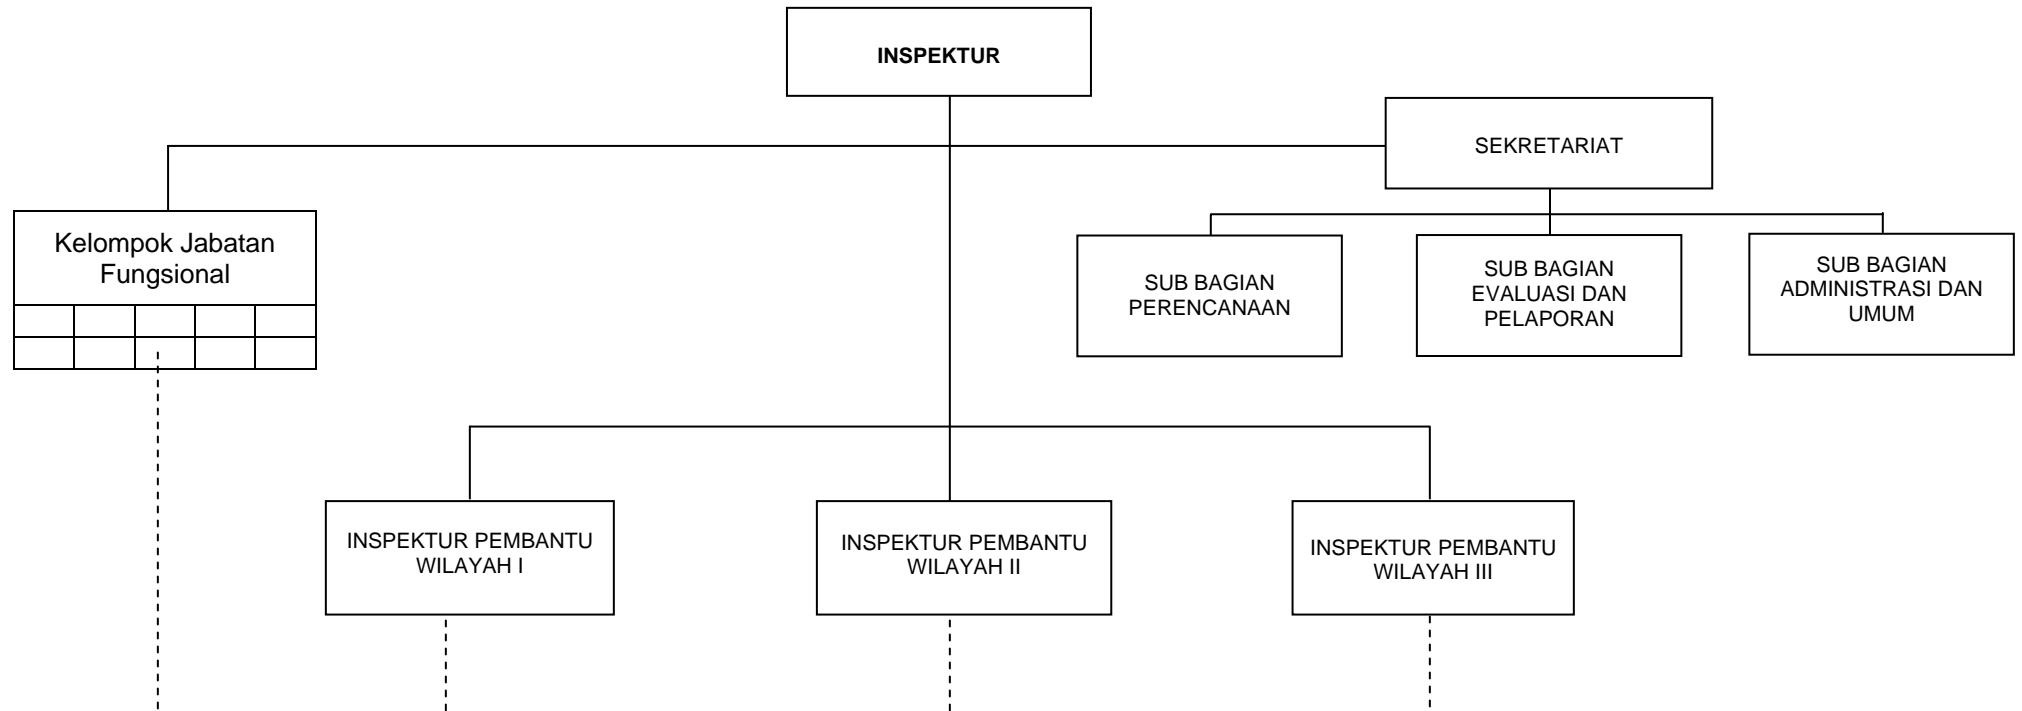 INSPEKTUR
SEKRETARIAT
Kelompok Jabatan
Fungsional
SUB BAGIAN
PERENCANAAN
SUB BAGIAN
EVALUASI DAN
PELAPORAN
SUB BAGIAN
ADMINISTRASI DAN
UMUM
INSPEKTUR PEMBANTU
WILAYAH I
INSPEKTUR PEMBANTU
WILAYAH II
INSPEKTUR PEMBANTU
WILAYAH III